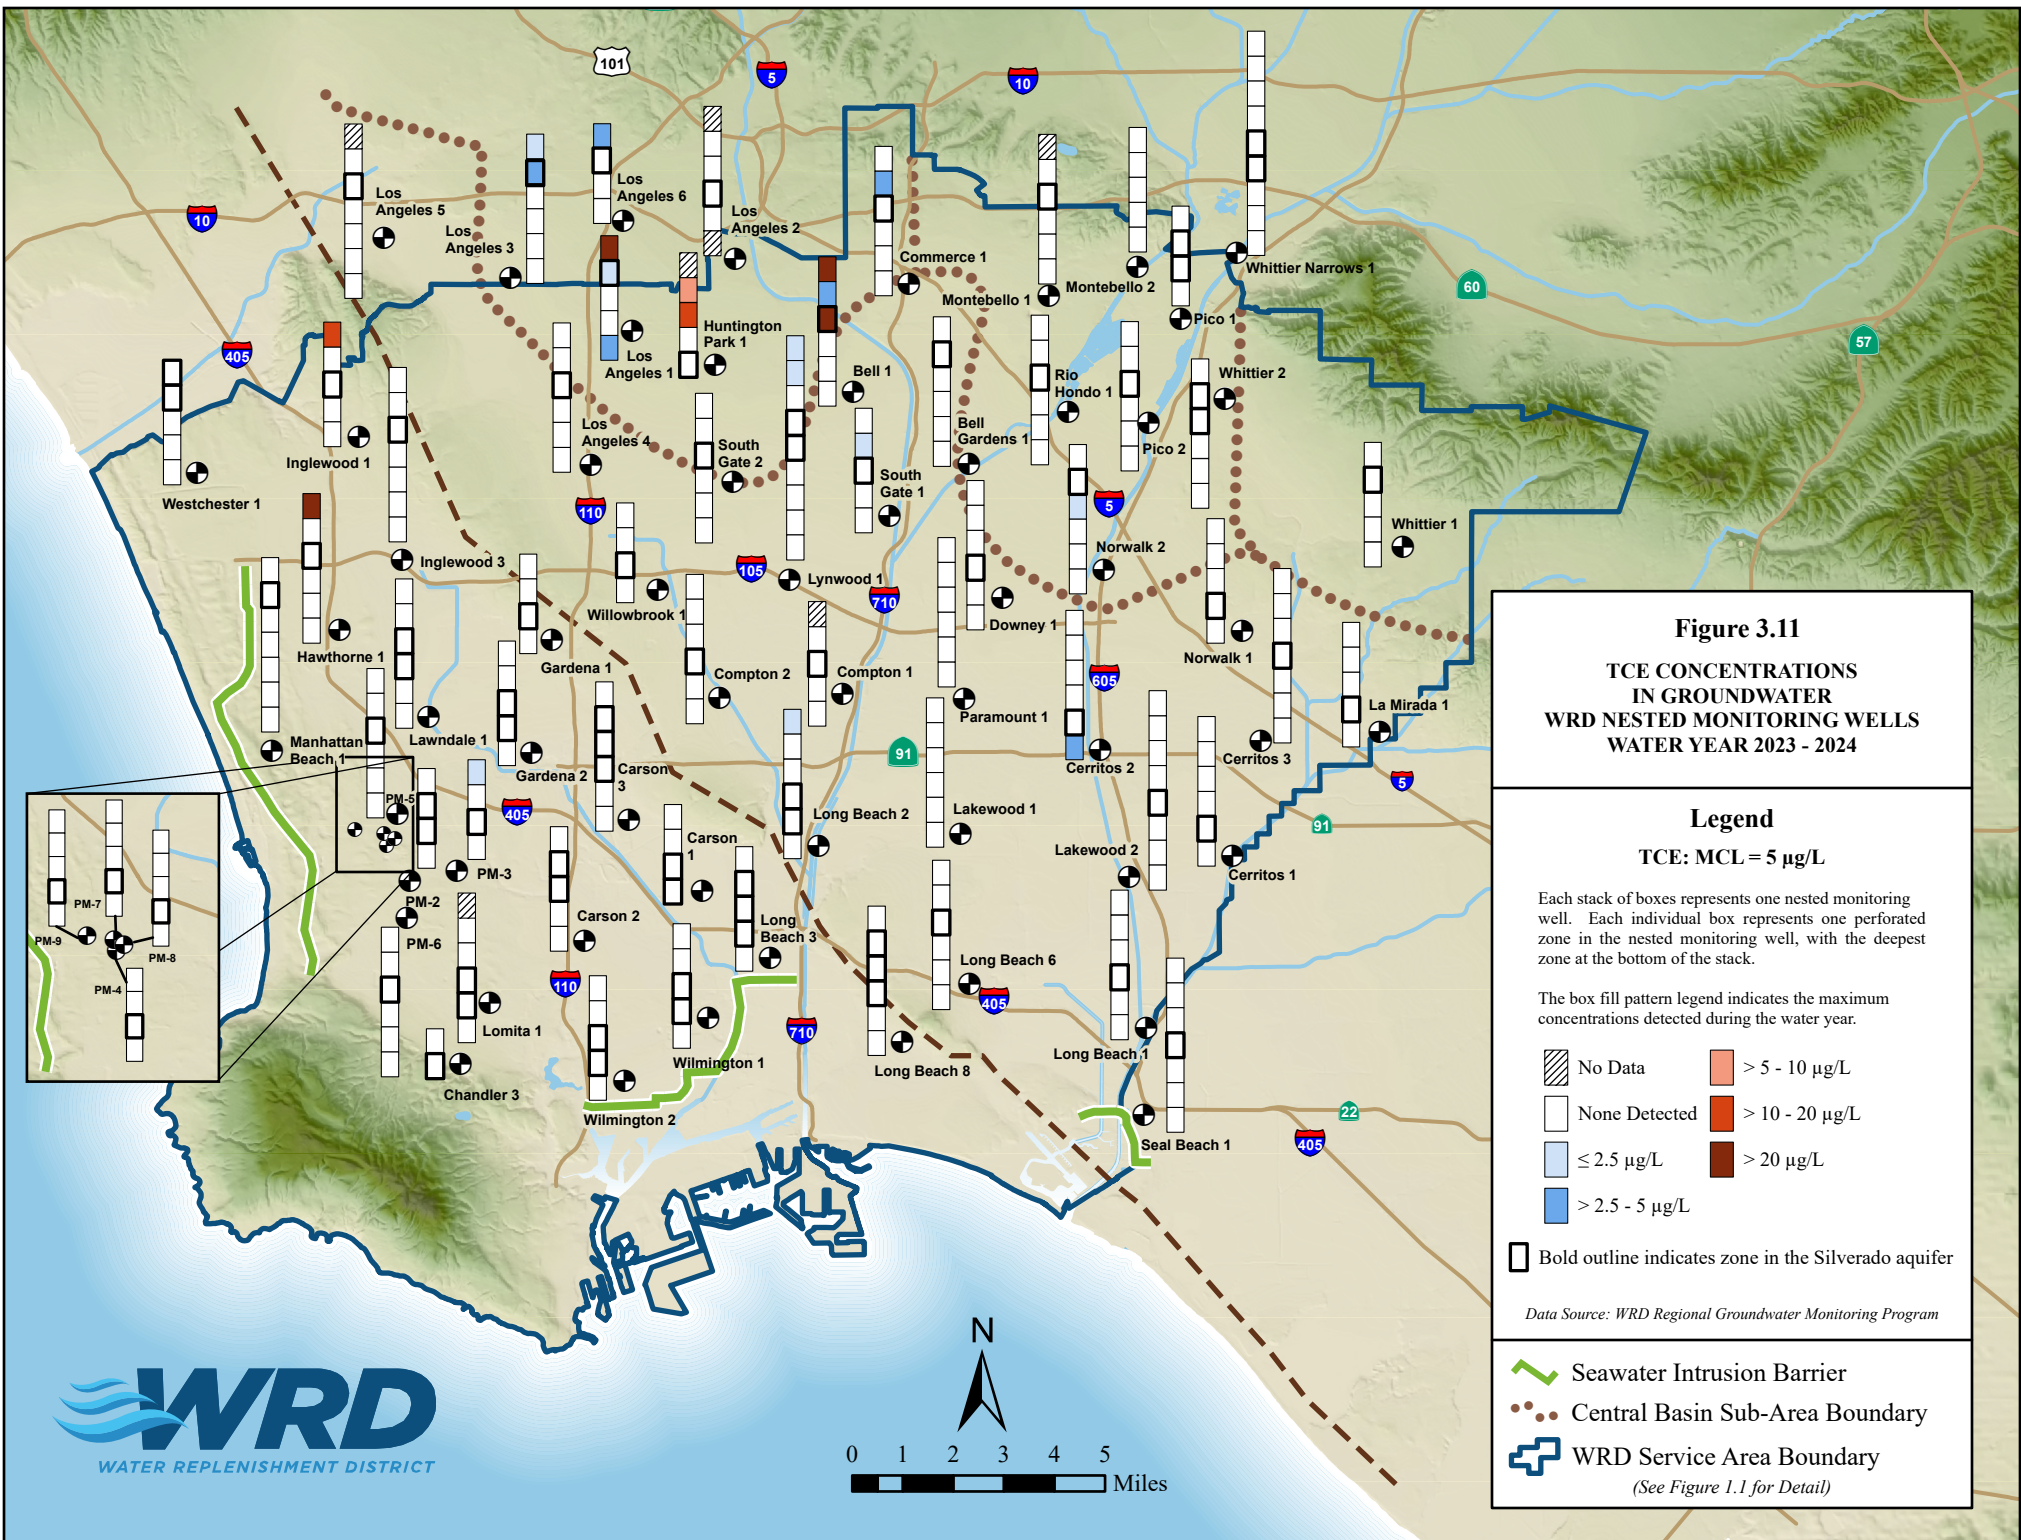 101
5
10
Los
Angeles 5
Los
Angeles 6
Los
Angeles 2
10
Los
Angeles 3
Commerce 1
Whittier Narrows 1
Montebello 2
Montebello 1
60
Pico 1
Huntington
Park 1
57
405
Los
Angeles 1
Bell 1
Rio
Hondo 1
Whittier 2
Los
Angeles 4
Bell
Gardens 1
South
Gate 2
Pico 2
Inglewood 1
South
Gate 1
Westchester 1
110
5
Whittier 1
Norwalk 2
Inglewood 3
105
Lynwood 1
710
Willowbrook 1
Downey 1
Hawthorne 1
Gardena 1
Norwalk 1
Compton 2
Compton 1
605
La Mirada 1
Paramount 1
Lawndale 1
Manhattan
Beach 1
91
Cerritos 3
Cerritos 2
Gardena 2
Carson
3
5
PM-5
405
Long Beach 2
Lakewood 1
91
Carson
1
Lakewood 2
PM-3
Cerritos 1
PM-2
PM-7
Carson 2
Long
Beach 3
PM-6
PM-9
PM-8
Long Beach 6
110
PM-4
405
Lomita 1
710
Long Beach 1
Wilmington 1
Long Beach 8
Chandler 3
Wilmington 2
22
405
Seal Beach 1
Figure 3.11
TCE CONCENTRATIONS
IN GROUNDWATER
WRD NESTED MONITORING WELLS
WATER YEAR 2023 - 2024
Legend
TCE: MCL = 5 µg/L
Each stack of boxes represents one nested monitoring
well. Each individual box represents one perforated
zone in the nested monitoring well, with the deepest
zone at the bottom of the stack.
The box fill pattern legend indicates the maximum
concentrations detected during the water year.
No Data
> 5 - 10 µg/L
None Detected
> 10 - 20 µg/L
≤ 2.5 µg/L
> 20 µg/L
> 2.5 - 5 µg/L
Bold outline indicates zone in the Silverado aquifer
Data Source: WRD Regional Groundwater Monitoring Program
Seawater Intrusion Barrier
Central Basin Sub-Area Boundary
WRD Service Area Boundary
(See Figure 1.1 for Detail)
N
0 1 2 3 4 5
Miles
WRD
WATER REPLENISHMENT DISTRICT